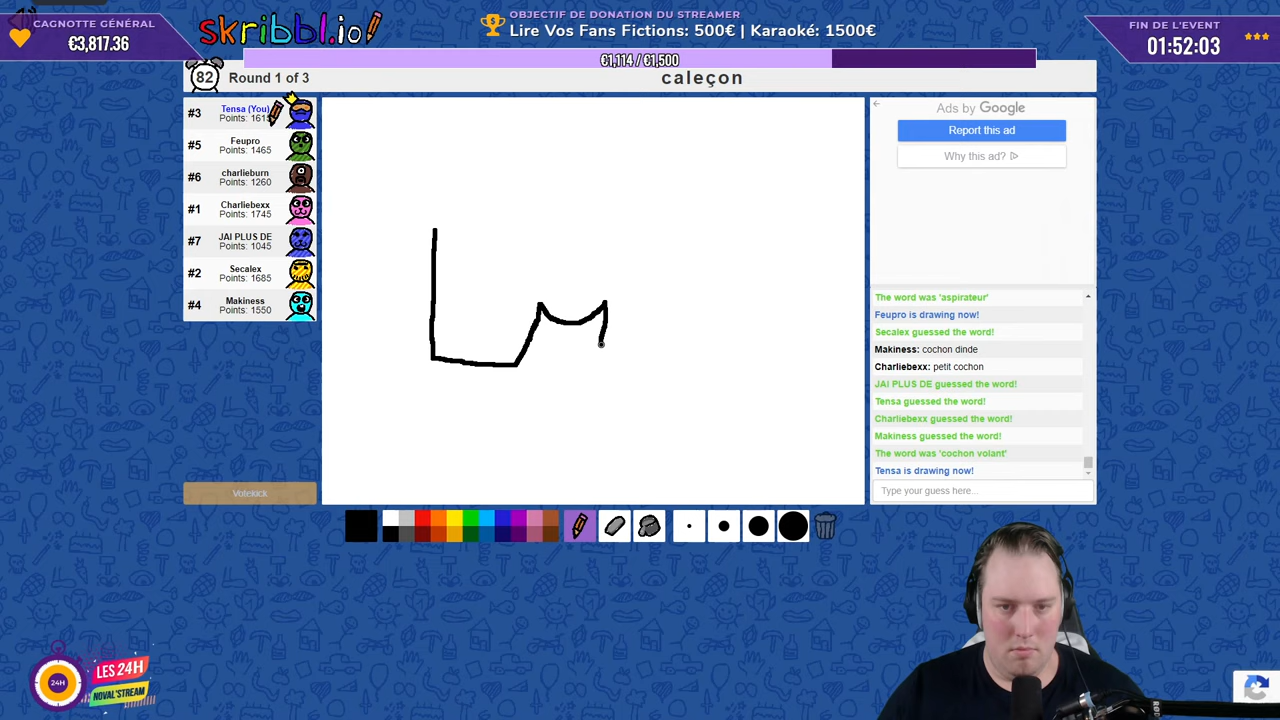 CAGNOTTE GÉNÉRAL
€3,817.36
skribbl.io
OBJECTIF DE DONATION DU STREAMER
Lire Vos Fans Fictions: 500€ | Karaoké: 1500€
€1,114 / €1,500
FIN DE L'EVENT
01:52:03
82
Round 1 of 3
caleçon
#3
Tensa (You)
Points: 1615
#5
Feupro
Points: 1465
#6
charlieburn
Points: 1260
#1
Charliebexx
Points: 1745
#7
JAI PLUS DE
Points: 1045
#2
Secalex
Points: 1685
#4
Makiness
Points: 1550
Votekick
Ads by Google
Report this ad
Why this ad?
The word was 'aspirateur'
Feupro is drawing now!
Secalex guessed the word!
Makiness: cochon dinde
Charliebexx: petit cochon
JAI PLUS DE guessed the word!
Tensa guessed the word!
Charliebexx guessed the word!
Makiness guessed the word!
The word was 'cochon volant'
Tensa is drawing now!
Type your guess here...
24H
LES 24H
NOVAL'STREAM